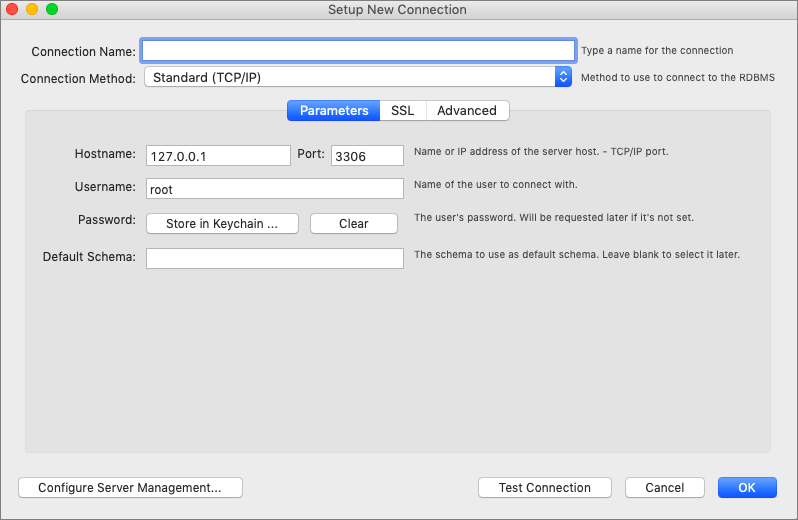 Setup New Connection
Connection Name: Type a name for the connection
Connection Method: Standard (TCP/IP) Method to use to connect to the RDBMS
Parameters SSL Advanced
Hostname: 127.0.0.1 Port: 3306 Name or IP address of the server host. - TCP/IP port.
Username: root Name of the user to connect with.
Password: Store in Keychain ... Clear The user's password. Will be requested later if it's not set.
Default Schema: The schema to use as default schema. Leave blank to select it later.
Configure Server Management... Test Connection Cancel OK